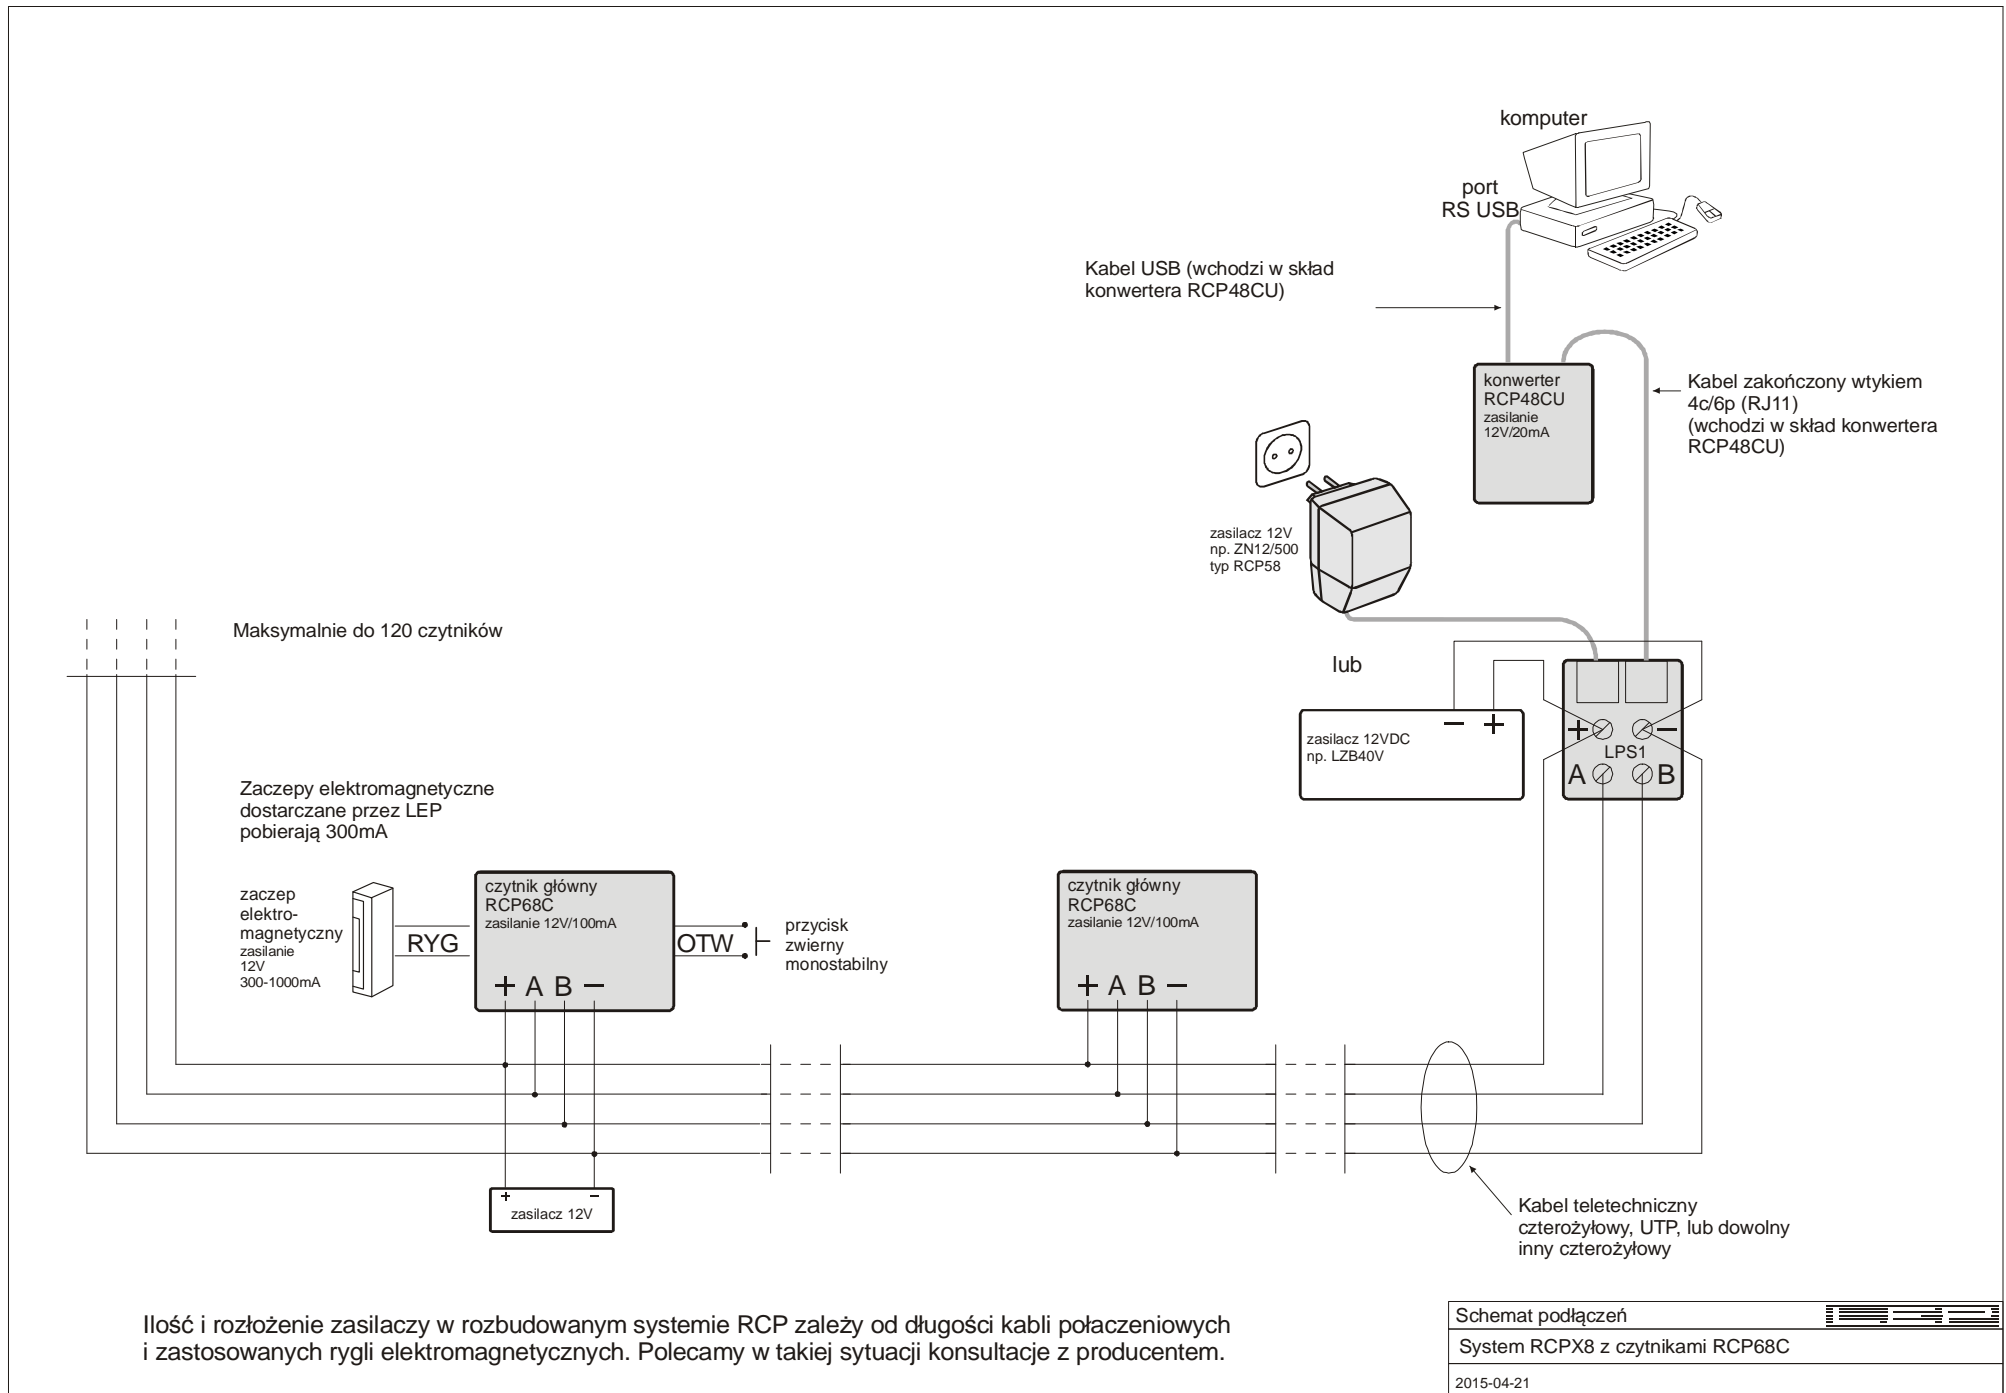 komputer
port
RS USB
Kabel USB (wchodzi w skład
konwertera RCP48CU)
konwerter
RCP48CU
zasilanie
12V/20mA
Kabel zakończony wtykiem
4c/6p (RJ11)
(wchodzi w skład konwertera
RCP48CU)
zasilacz 12V
np. ZN12/500
typ RCP58
Maksymalnie do 120 czytników
lub
− +
zasilacz 12VDC
np. LZB40V
+ −
LPS1
A B
Zaczepy elektromagnetyczne
dostarczane przez LEP
pobierają 300mA
zaczep
elektro-
magnetyczny
zasilanie
12V
300-1000mA
RYG
czytnik główny
RCP68C
zasilanie 12V/100mA
+ A B −
OTW
przycisk
zwierny
monostabilny
czytnik główny
RCP68C
zasilanie 12V/100mA
+ A B −
+ −
zasilacz 12V
Kabel teletechniczny
czterożyłowy, UTP, lub dowolny
inny czterożyłowy
Ilość i rozłożenie zasilaczy w rozbudowanym systemie RCP zależy od długości kabli połaczeniowych
i zastosowanych rygli elektromagnetycznych. Polecamy w takiej sytuacji konsultacje z producentem.
Schemat podłączeń
System RCPX8 z czytnikami RCP68C
2015-04-21